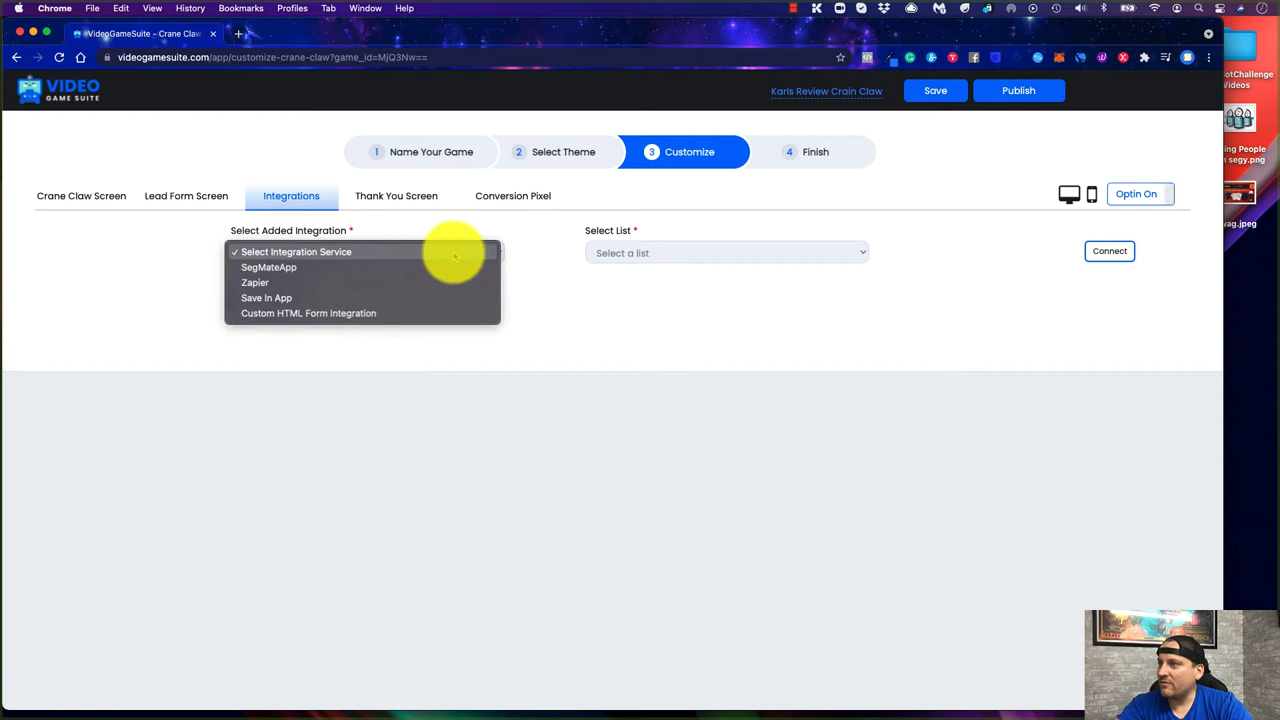 Chrome File Edit View History Bookmarks Profiles Tab Window Help
VideoGameSuite - Crane Claw
videogamesuite.com/app/customize-crane-claw?game_id=MjQ3Nw==
VIDEO
GAME SUITE
Karls Review Crain Claw
Save
Publish
1 Name Your Game
2 Select Theme
3 Customize
4 Finish
Crane Claw Screen
Lead Form Screen
Integrations
Thank You Screen
Conversion Pixel
Optin On
Select Added Integration *
Select List *
✓ Select Integration Service
SegMateApp
Zapier
Save In App
Custom HTML Form Integration
Select a list
Connect
Videos
segy.png